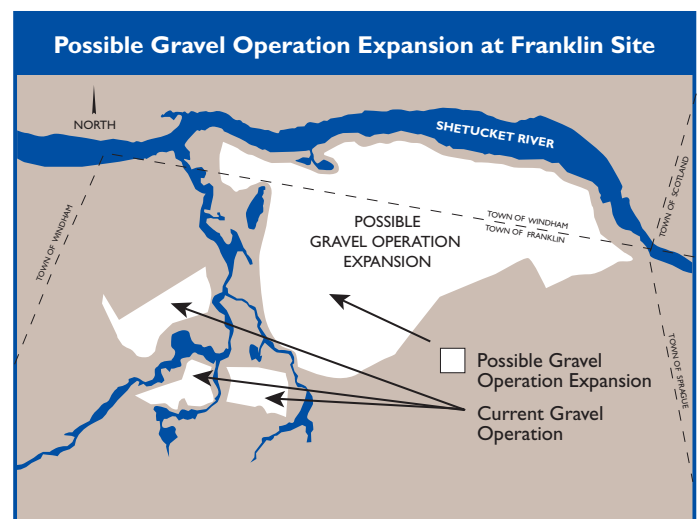 Possible Gravel Operation Expansion at Franklin Site
NORTH
SHETUCKET RIVER
TOWN OF SCOTLAND
TOWN OF WINDHAM
POSSIBLE
GRAVEL OPERATION
EXPANSION
TOWN OF WINDHAM
TOWN OF FRANKLIN
Possible Gravel
Operation Expansion
Current Gravel
Operation
TOWN OF SPRAGUE